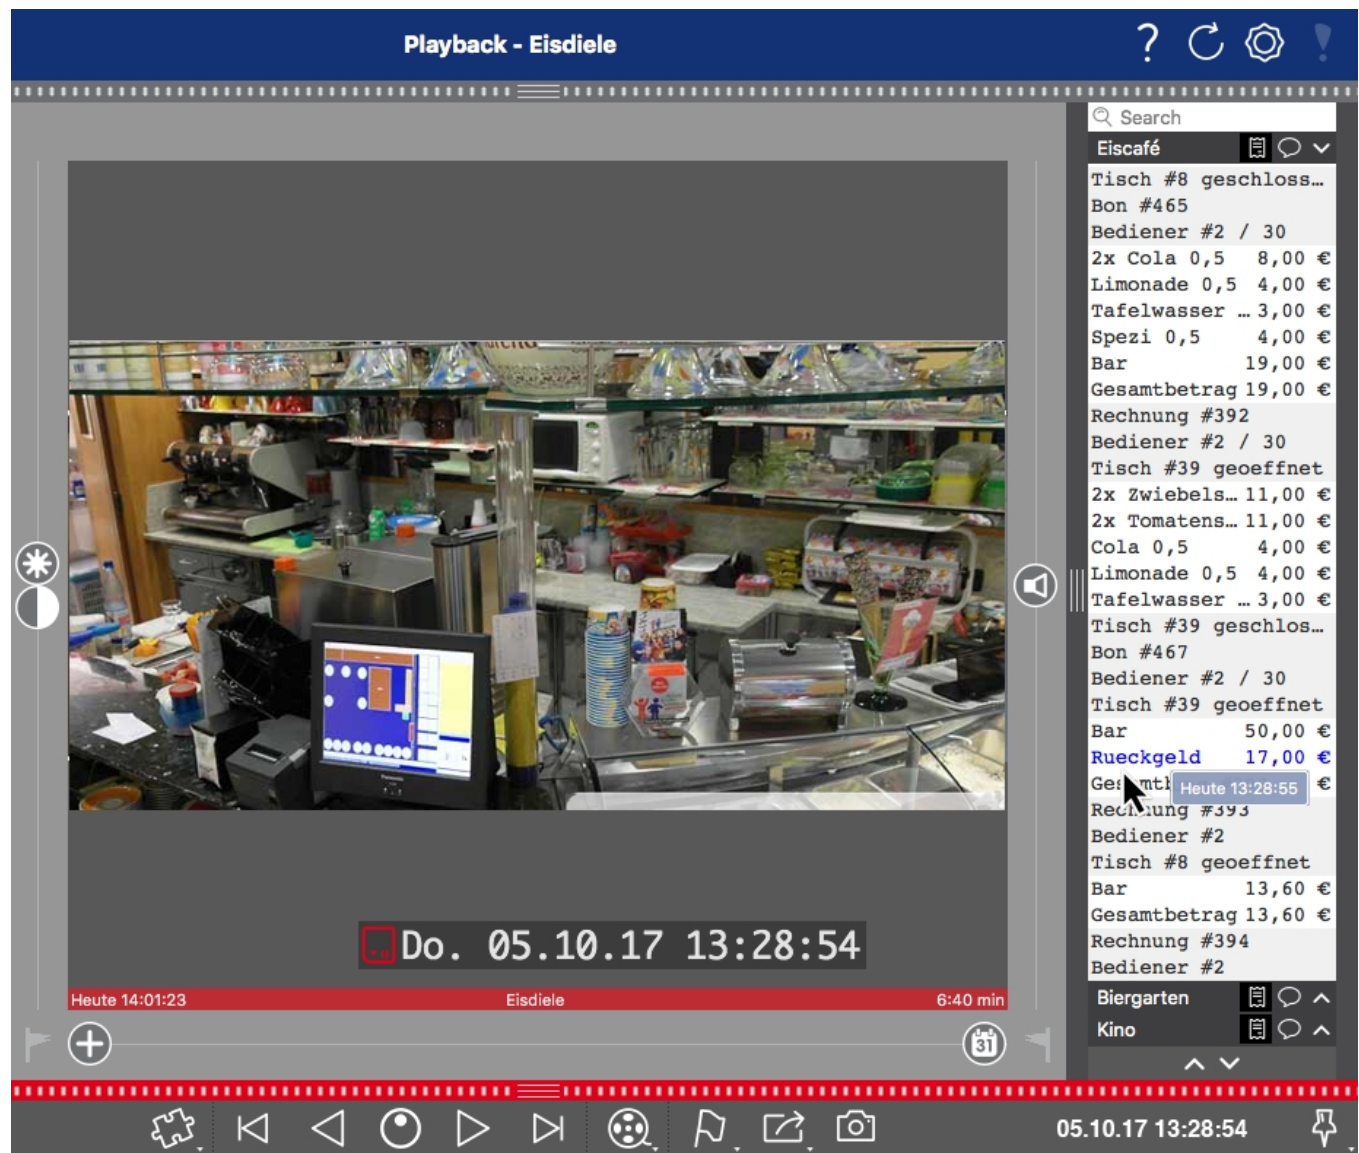 Playback - Eisdiele
Search
Eiscafé
Tisch #8 geschloss…
Bon #465
Bediener #2 / 30
2x Cola 0,5 8,00 €
Limonade 0,5 4,00 €
Tafelwasser … 3,00 €
Spezi 0,5 4,00 €
Bar 19,00 €
Gesamtbetrag 19,00 €
Rechnung #392
Bediener #2 / 30
Tisch #39 geoeffnet
2x Zwiebels… 11,00 €
2x Tomatens… 11,00 €
Cola 0,5 4,00 €
Limonade 0,5 4,00 €
Tafelwasser … 3,00 €
Tisch #39 geschlos…
Bon #467
Bediener #2 / 30
Tisch #39 geoeffnet
Bar 50,00 €
Rueckgeld 17,00 €
€
Heute 13:28:55
Rechnung #393
Bediener #2
Tisch #8 geoeffnet
Bar 13,60 €
Gesamtbetrag 13,60 €
Rechnung #394
Bediener #2
Biergarten
Kino
Do. 05.10.17 13:28:54
Heute 14:01:23 Eisdiele 6:40 min
31
05.10.17 13:28:54